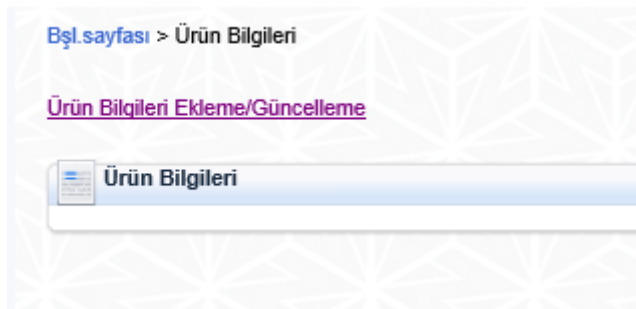 Bşl.sayfası > Ürün Bilgileri
Ürün Bilgileri Ekleme/Güncelleme
Ürün Bilgileri